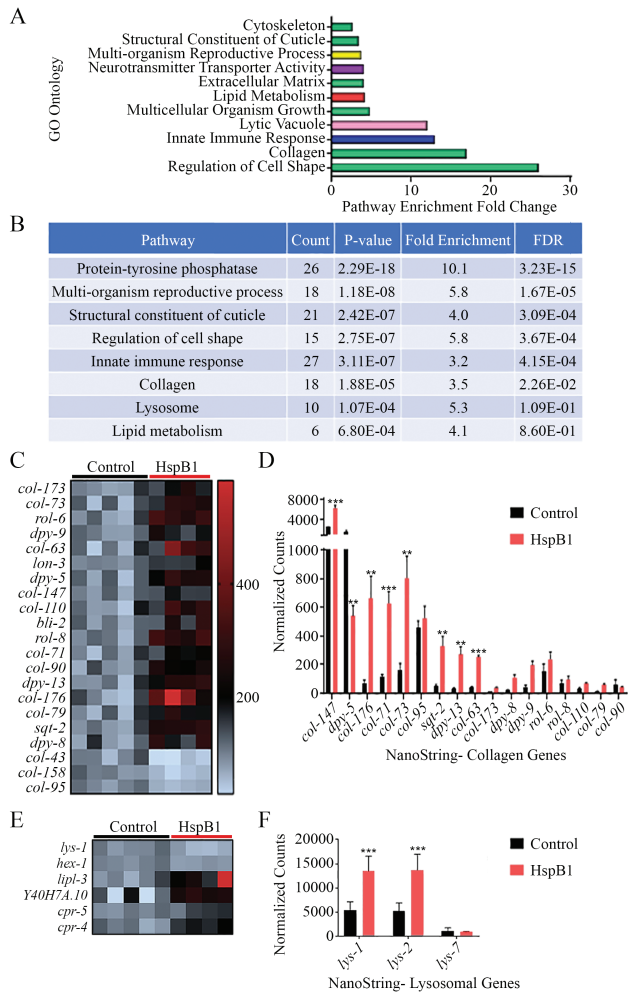 A
GO Ontology
Cytoskeleton
Structural Constituent of Cuticle
Multi-organism Reproductive Process
Neurotransmitter Transporter Activity
Extracellular Matrix
Lipid Metabolism
Multicellular Organism Growth
Lytic Vacuole
Innate Immune Response
Collagen
Regulation of Cell Shape
0 10 20 30
Pathway Enrichment Fold Change
B
Pathway Count P-value Fold Enrichment FDR
Protein-tyrosine phosphatase 26 2.29E-18 10.1 3.23E-15
Multi-organism reproductive process 18 1.18E-08 5.8 1.67E-05
Structural constituent of cuticle 21 2.42E-07 4.0 3.09E-04
Regulation of cell shape 15 2.75E-07 5.8 3.67E-04
Innate immune response 27 3.11E-07 3.2 4.15E-04
Collagen 18 1.88E-05 3.5 2.26E-02
Lysosome 10 1.07E-04 5.3 1.09E-01
Lipid metabolism 6 6.80E-04 4.1 8.60E-01
C
Control HspB1
col-173
col-73
rol-6
dpy-9
col-63
lon-3
dpy-5
col-147
col-110
bli-2
rol-8
col-71
col-90
dpy-13
col-176
col-79
sqt-2
dpy-8
col-43
col-158
col-95
400
200
D
Normalized Counts
8000
4000
1000
800
600
400
200
0
*** ** ** *** ** ** ** ***
Control
HspB1
col-147 dpy-5 col-176 col-71 col-73 col-95 sqt-2 dpy-13 col-63 col-173 dpy-8 dpy-9 rol-6 rol-8 col-110 col-79 col-90
NanoString- Collagen Genes
E
Control HspB1
lys-1
hex-1
lipl-3
Y40H7A.10
cpr-5
cpr-4
F
Normalized Counts
20000
15000
10000
5000
0
*** ***
Control
HspB1
lys-1 lys-2 lys-7
NanoString- Lysosomal Genes